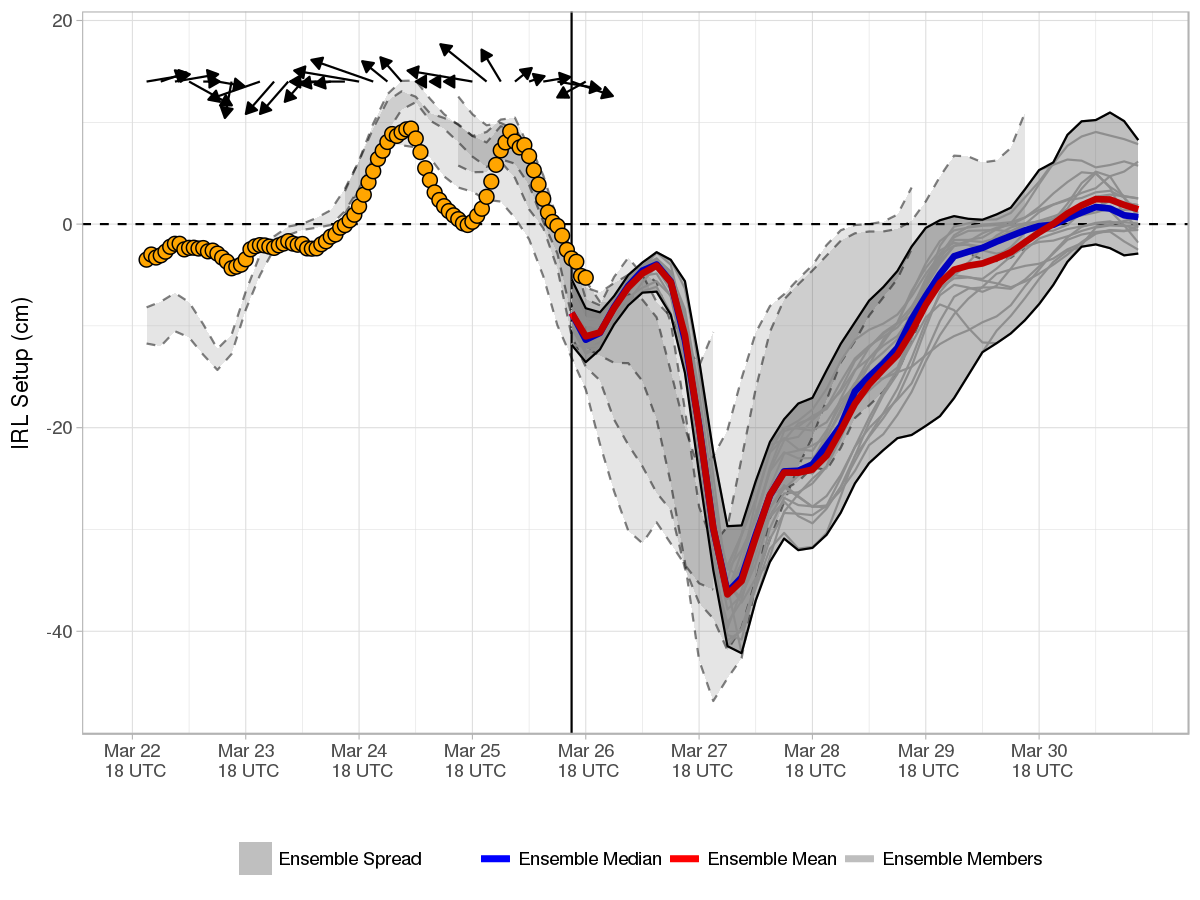 20
0
-20
-40
IRL Setup (cm)
Mar 22 Mar 23 Mar 24 Mar 25 Mar 26 Mar 27 Mar 28 Mar 29 Mar 30
18 UTC 18 UTC 18 UTC 18 UTC 18 UTC 18 UTC 18 UTC 18 UTC 18 UTC
Ensemble Spread Ensemble Median Ensemble Mean Ensemble Members